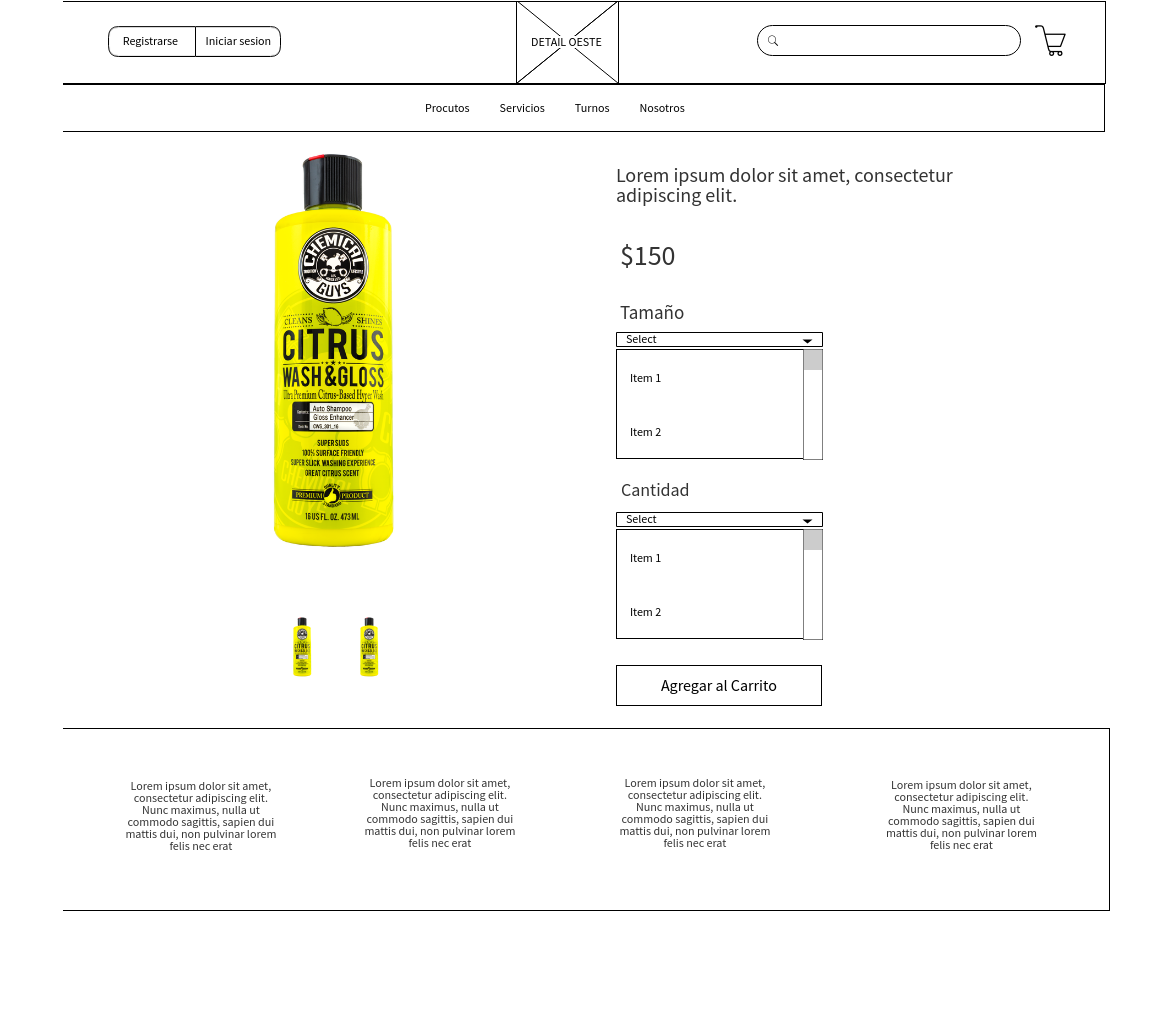 Registrarse
Iniciar sesion
DETAIL OESTE
Procutos
Servicios
Turnos
Nosotros
CHEMICAL
GUYS
CLEANS SHINES
CITRUS
WASH&GLOSS
Ultra Premium Citrus-Based Hyper Wash
Auto Shampoo
Gloss Enhancer
CWS_301_16
SUPER SUDS
100% SURFACE FRIENDLY
SUPER SLICK WASHING EXPERIENCE
GREAT CITRUS SCENT
PREMIUM PRODUCT
16 US FL. OZ. 473 ML
Lorem ipsum dolor sit amet, consectetur
adipiscing elit.
$150
Tamaño
Select
Item 1
Item 2
Cantidad
Select
Item 1
Item 2
Agregar al Carrito
Lorem ipsum dolor sit amet,
consectetur adipiscing elit.
Nunc maximus, nulla ut
commodo sagittis, sapien dui
mattis dui, non pulvinar lorem
felis nec erat
Lorem ipsum dolor sit amet,
consectetur adipiscing elit.
Nunc maximus, nulla ut
commodo sagittis, sapien dui
mattis dui, non pulvinar lorem
felis nec erat
Lorem ipsum dolor sit amet,
consectetur adipiscing elit.
Nunc maximus, nulla ut
commodo sagittis, sapien dui
mattis dui, non pulvinar lorem
felis nec erat
Lorem ipsum dolor sit amet,
consectetur adipiscing elit.
Nunc maximus, nulla ut
commodo sagittis, sapien dui
mattis dui, non pulvinar lorem
felis nec erat